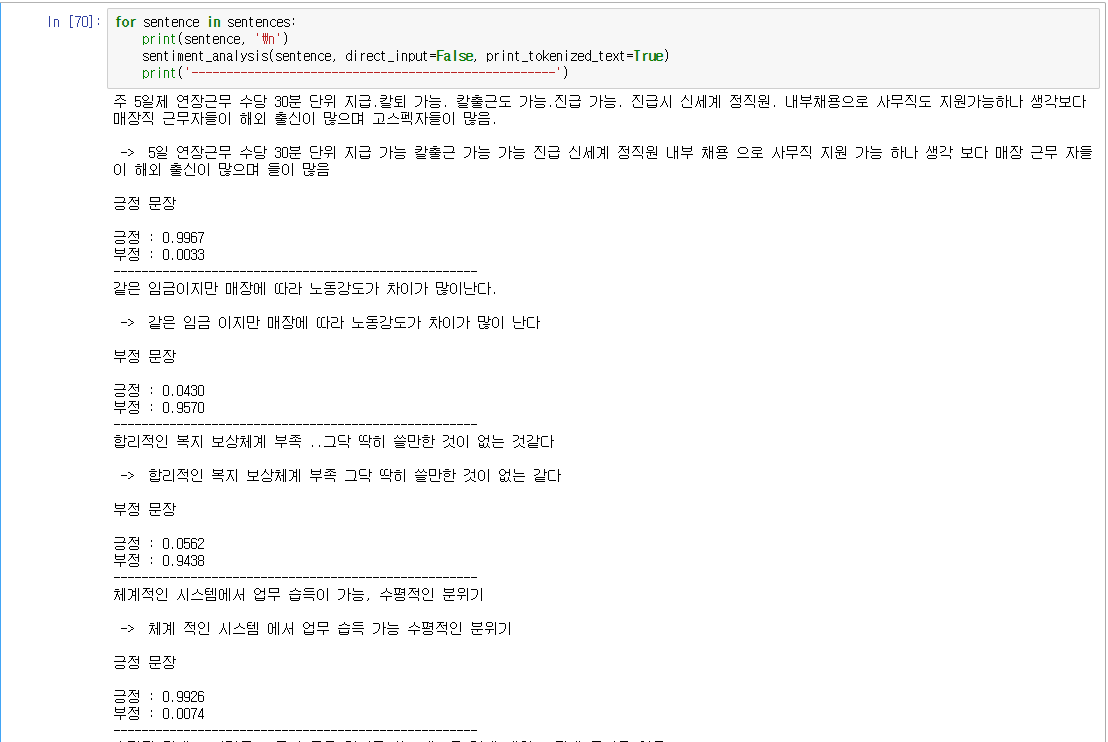 In [70]: for sentence in sentences:
print(sentence, '\n')
sentiment_analysis(sentence, direct_input=False, print_tokenized_text=True)
print('----------------------------------------------------')
주 5일제 연장근무 수당 30분 단위 지급.칼퇴 가능. 칼출근도 가능.진급 가능. 진급시 신세계 정직원. 내부채용으로 사무직도 지원가능하나 생각보다
매장직 근무자들이 해외 출신이 많으며 고스펙자들이 많음.
-> 5일 연장근무 수당 30분 단위 지급 가능 칼출근 가능 가능 진급 신세계 정직원 내부 채용 으로 사무직 지원 가능 하나 생각 보다 매장 근무 자들
이 해외 출신이 많으며 들이 많음
긍정 문장
긍정 : 0.9967
부정 : 0.0033
----------------------------------------------------
같은 임금이지만 매장에 따라 노동강도가 차이가 많이난다.
-> 같은 임금 이지만 매장에 따라 노동강도가 차이가 많이 난다
부정 문장
긍정 : 0.0430
부정 : 0.9570
----------------------------------------------------
합리적인 복지 보상체계 부족 ..그닥 딱히 쓸만한 것이 없는 것같다
-> 합리적인 복지 보상체계 부족 그닥 딱히 쓸만한 것이 없는 같다
부정 문장
긍정 : 0.0562
부정 : 0.9438
----------------------------------------------------
체계적인 시스템에서 업무 습득이 가능, 수평적인 분위기
-> 체계 적인 시스템 에서 업무 습득 가능 수평적인 분위기
긍정 문장
긍정 : 0.9926
부정 : 0.0074
----------------------------------------------------